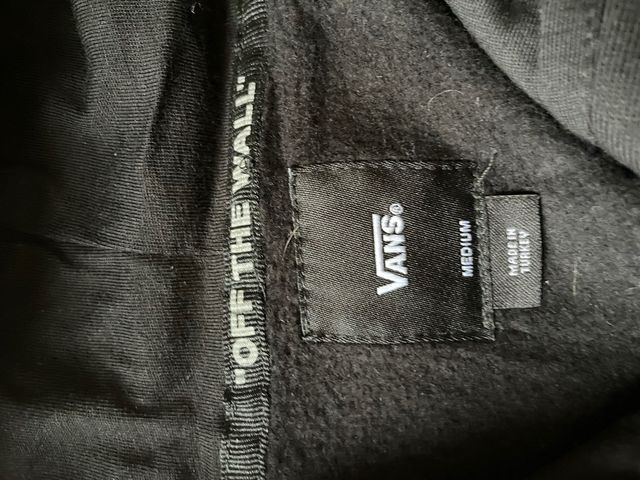 "OFF THE WALL"
VANS®
MEDIUM
MADE IN
TURKEY